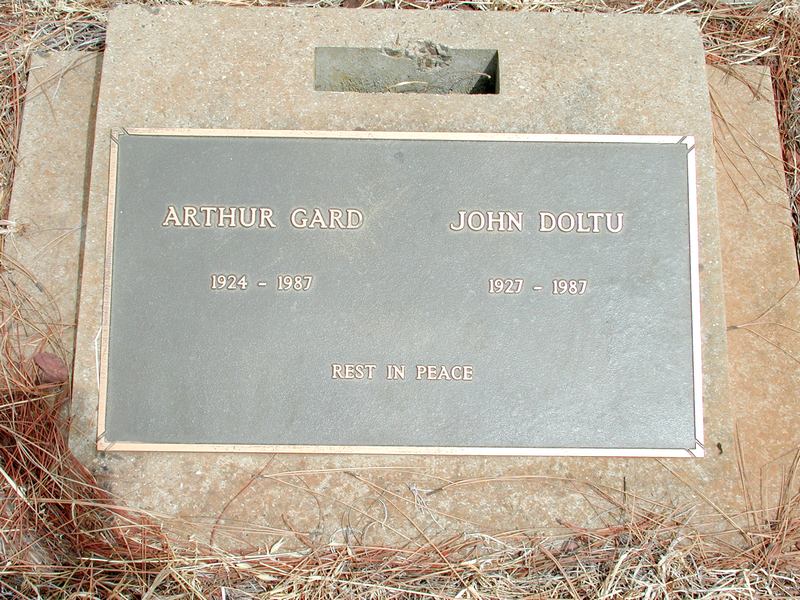 ARTHUR GARD JOHN DOLTU
1924 - 1987 1927 - 1987
REST IN PEACE